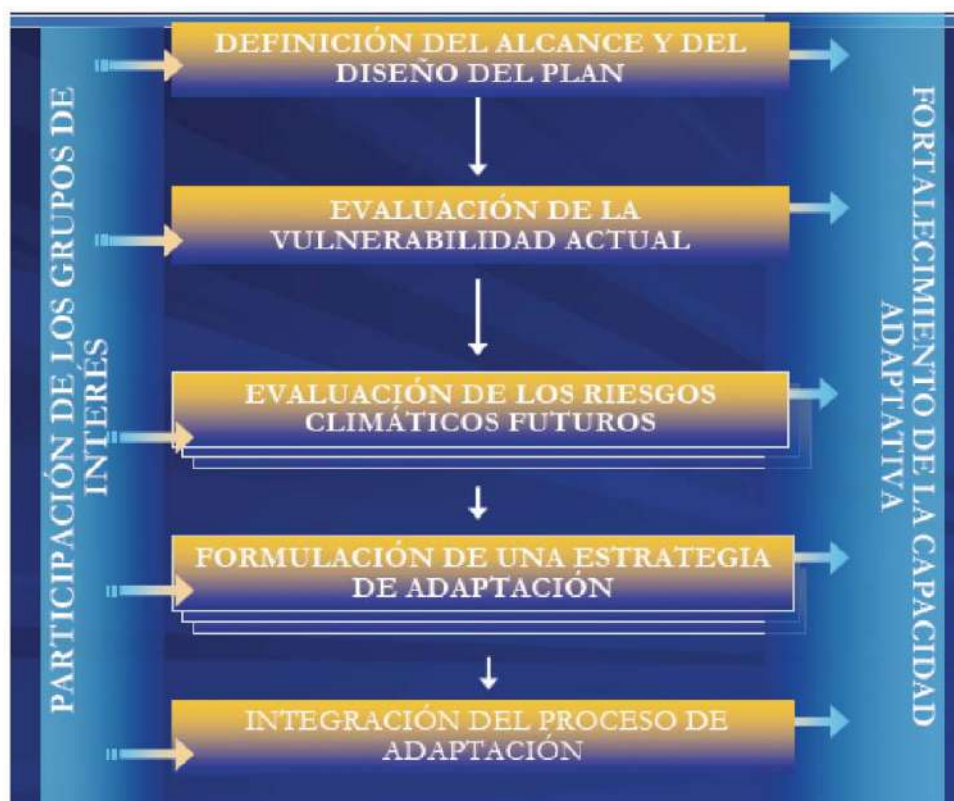 PARTICIPACIÓN DE LOS GRUPOS DE
INTERÉS
DEFINICIÓN DEL ALCANCE Y DEL
DISEÑO DEL PLAN
EVALUACIÓN DE LA
VULNERABILIDAD ACTUAL
EVALUACIÓN DE LOS RIESGOS
CLIMÁTICOS FUTUROS
FORMULACIÓN DE UNA ESTRATEGIA
DE ADAPTACIÓN
INTEGRACIÓN DEL PROCESO DE
ADAPTACIÓN
FORTALECIMIENTO DE LA CAPACIDAD
ADAPTATIVA